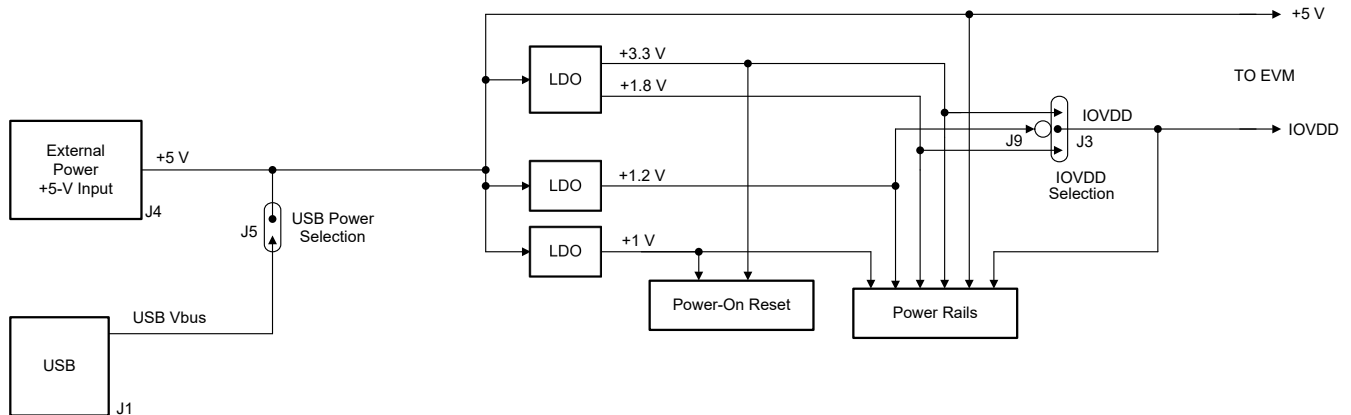 +5 V
+3.3 V
LDO
+1.8 V
TO EVM
IOVDD
J9
J3
IOVDD
External
Power
+5-V Input
J4
+5 V
LDO
+1.2 V
IOVDD
Selection
J5
USB Power
Selection
LDO
+1 V
Power-On Reset
Power Rails
USB Vbus
USB
J1